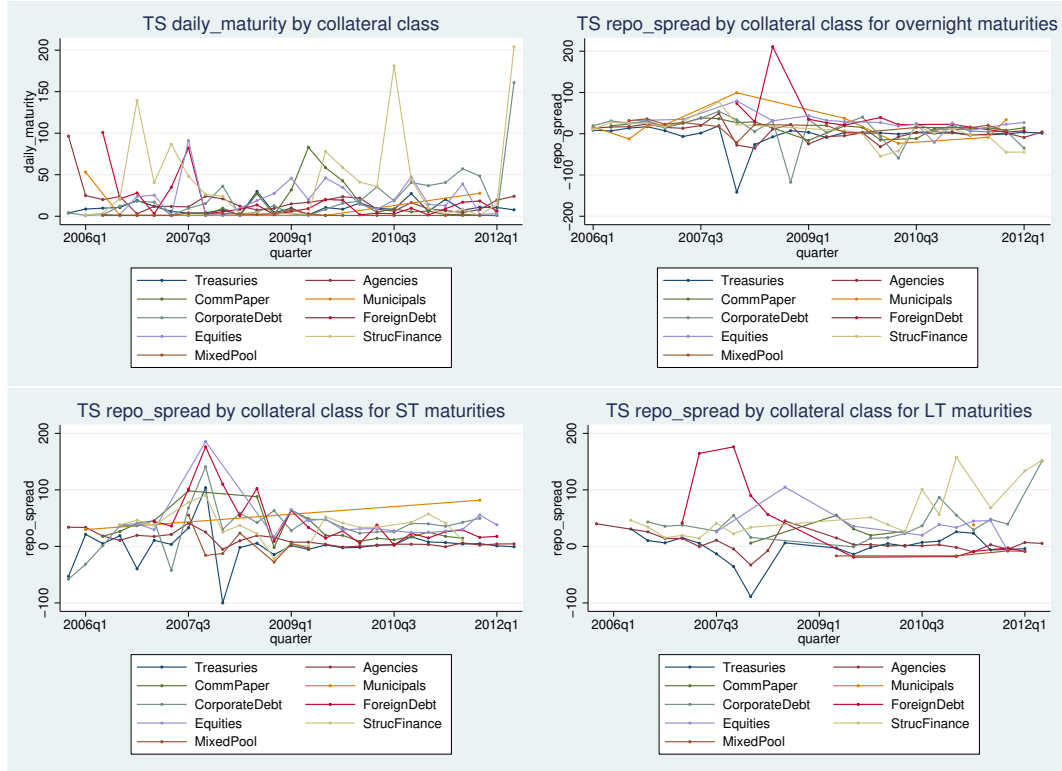 TS daily_maturity by collateral class
200
150
100
50
0
daily_maturity
2006q1 2007q3 2009q1 2010q3 2012q1
quarter
Treasuries Agencies
CommPaper Municipals
CorporateDebt ForeignDebt
Equities StrucFinance
MixedPool
TS repo_spread by collateral class for overnight maturities
200
100
0
−100
−200
repo_spread
2006q1 2007q3 2009q1 2010q3 2012q1
quarter
Treasuries Agencies
CommPaper Municipals
CorporateDebt ForeignDebt
Equities StrucFinance
MixedPool
TS repo_spread by collateral class for ST maturities
200
100
0
−100
repo_spread
2006q1 2007q3 2009q1 2010q3 2012q1
quarter
Treasuries Agencies
CommPaper Municipals
CorporateDebt ForeignDebt
Equities StrucFinance
MixedPool
TS repo_spread by collateral class for LT maturities
200
100
0
−100
repo_spread
2006q1 2007q3 2009q1 2010q3 2012q1
quarter
Treasuries Agencies
CommPaper Municipals
CorporateDebt ForeignDebt
Equities StrucFinance
MixedPool